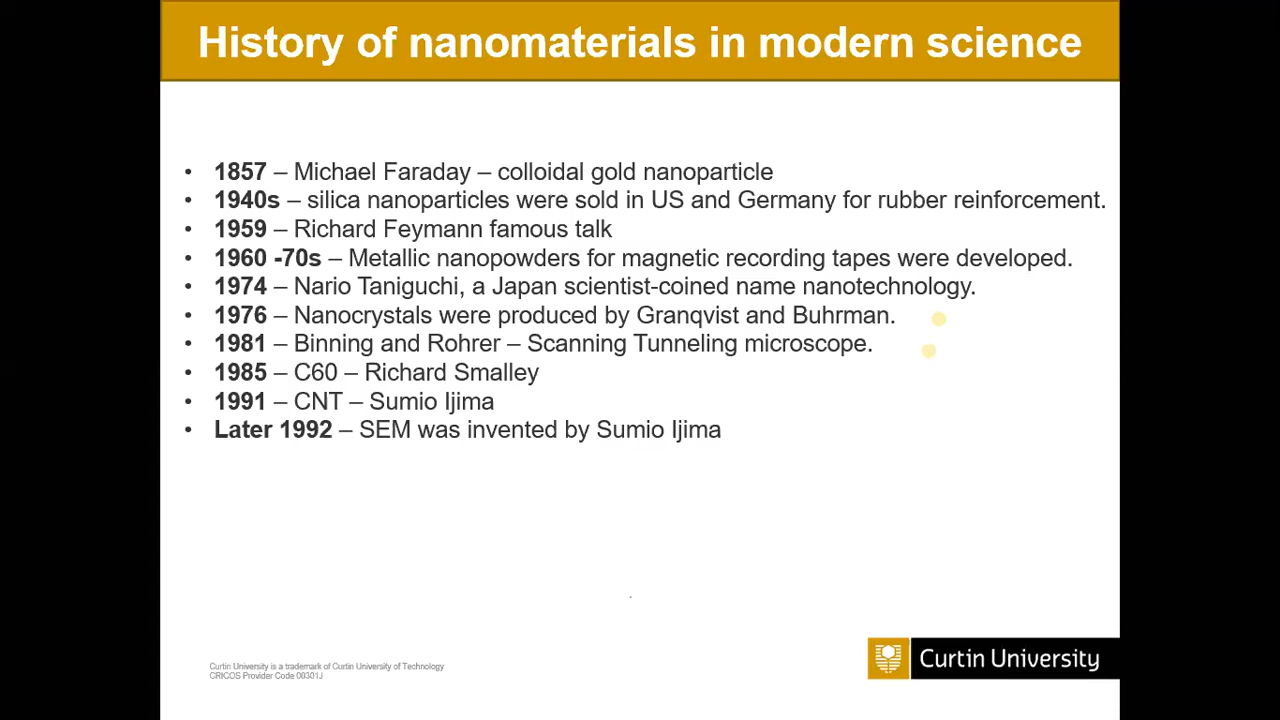 History of nanomaterials in modern science
• 1857 – Michael Faraday – colloidal gold nanoparticle
• 1940s – silica nanoparticles were sold in US and Germany for rubber reinforcement.
• 1959 – Richard Feymann famous talk
• 1960 -70s – Metallic nanopowders for magnetic recording tapes were developed.
• 1974 – Nario Taniguchi, a Japan scientist-coined name nanotechnology.
• 1976 – Nanocrystals were produced by Granqvist and Buhrman.
• 1981 – Binning and Rohrer – Scanning Tunneling microscope.
• 1985 – C60 – Richard Smalley
• 1991 – CNT – Sumio Ijima
• Later 1992 – SEM was invented by Sumio Ijima
Curtin University is a trademark of Curtin University of Technology
CRICOS Provider Code 00301J
Curtin University